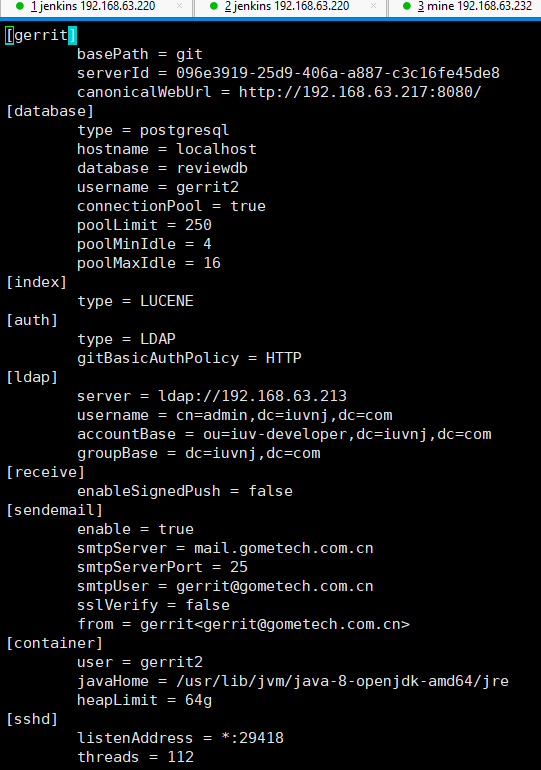 1 jenkins 192.168.63.220 × 2 jenkins 192.168.63.220 × 3 mine 192.168.63.232
[gerrit]
basePath = git
serverId = 096e3919-25d9-406a-a887-c3c16fe45de8
canonicalWebUrl = http://192.168.63.217:8080/
[database]
type = postgresql
hostname = localhost
database = reviewdb
username = gerrit2
connectionPool = true
poolLimit = 250
poolMinIdle = 4
poolMaxIdle = 16
[index]
type = LUCENE
[auth]
type = LDAP
gitBasicAuthPolicy = HTTP
[ldap]
server = ldap://192.168.63.213
username = cn=admin,dc=iuvnj,dc=com
accountBase = ou=iuv-developer,dc=iuvnj,dc=com
groupBase = dc=iuvnj,dc=com
[receive]
enableSignedPush = false
[sendemail]
enable = true
smtpServer = mail.gometech.com.cn
smtpServerPort = 25
smtpUser = gerrit@gometech.com.cn
sslVerify = false
from = gerrit<gerrit@gometech.com.cn>
[container]
user = gerrit2
javaHome = /usr/lib/jvm/java-8-openjdk-amd64/jre
heapLimit = 64g
[sshd]
listenAddress = *:29418
threads = 112